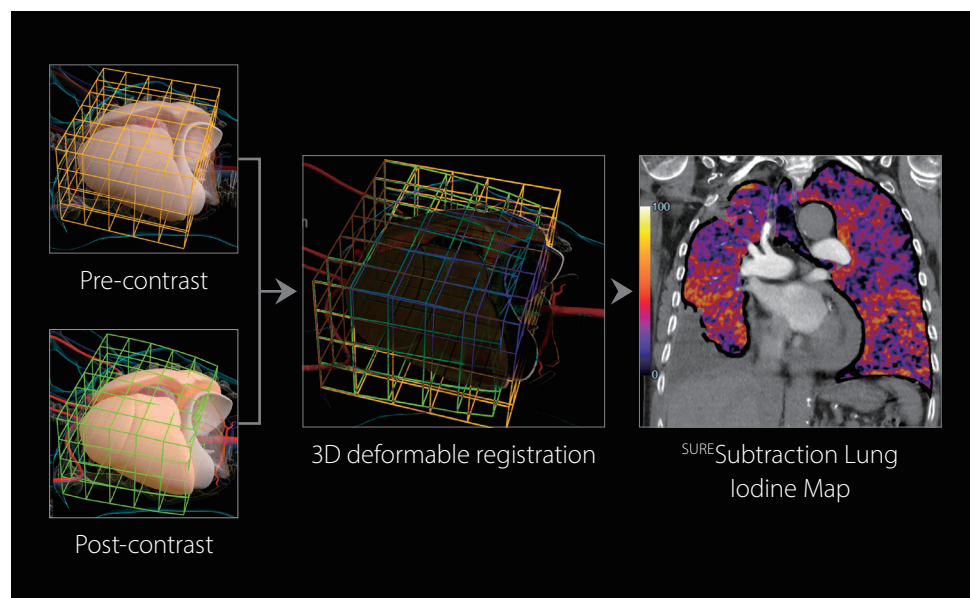 Pre-contrast
Post-contrast
3D deformable registration
SURESubtraction Lung
Iodine Map
100
0